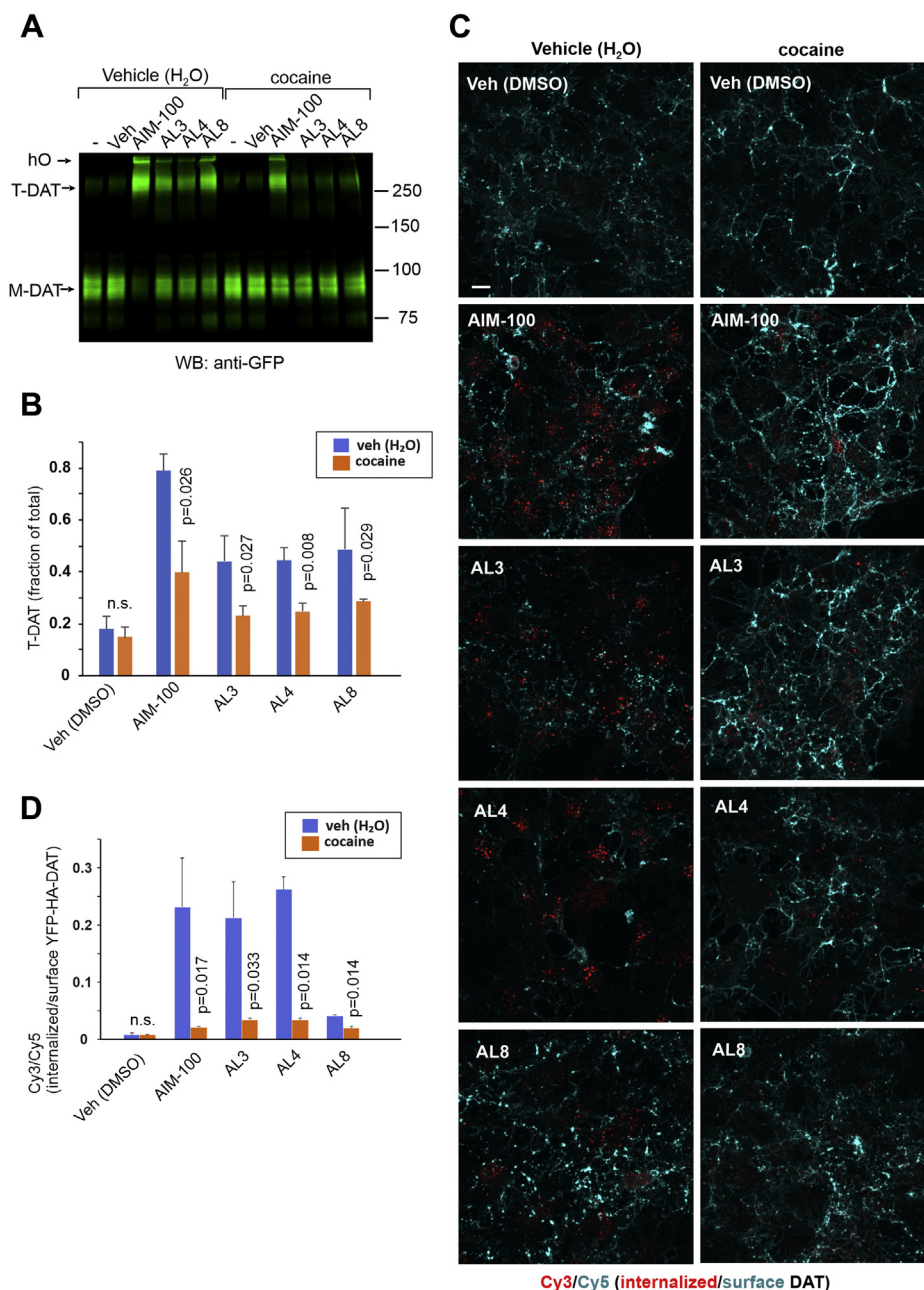 A
Vehicle (H₂O)
cocaine
-
Veh
AIM-100
AL3
AL4
AL8
-
Veh
AIM-100
AL3
AL4
AL8
hO
T-DAT
M-DAT
250
150
100
75
WB: anti-GFP
B
veh (H₂O)
cocaine
T-DAT (fraction of total)
0.8
0.6
0.4
0.2
0
n.s.
p=0.026
p=0.027
p=0.008
p=0.029
Veh (DMSO)
AIM-100
AL3
AL4
AL8
D
veh (H₂O)
cocaine
Cy3/Cy5
(internalized/surface YFP-HA-DAT)
0.3
0.2
0.1
0
n.s.
p=0.017
p=0.033
p=0.014
p=0.014
Veh (DMSO)
AIM-100
AL3
AL4
AL8
C
Vehicle (H₂O)
cocaine
Veh (DMSO)
Veh (DMSO)
AIM-100
AIM-100
AL3
AL3
AL4
AL4
AL8
AL8
Cy3/Cy5 (internalized/surface DAT)